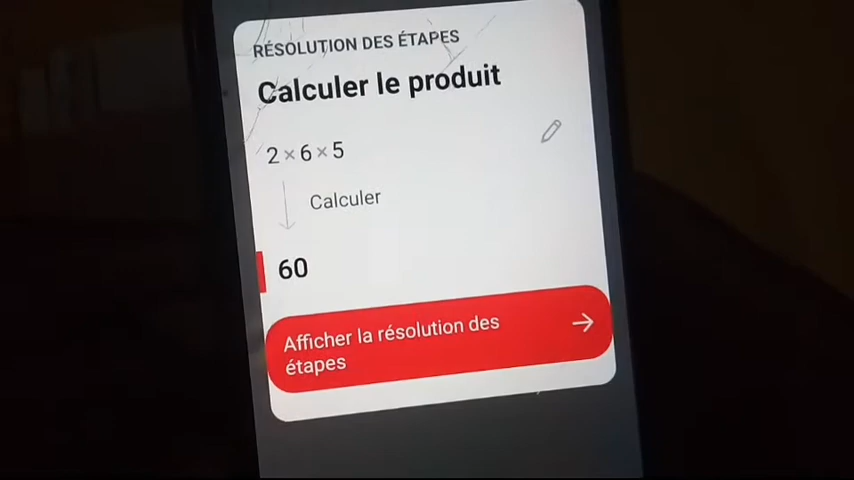 RÉSOLUTION DES ÉTAPES
Calculer le produit
2 × 6 × 5
Calculer
60
Afficher la résolution des
étapes